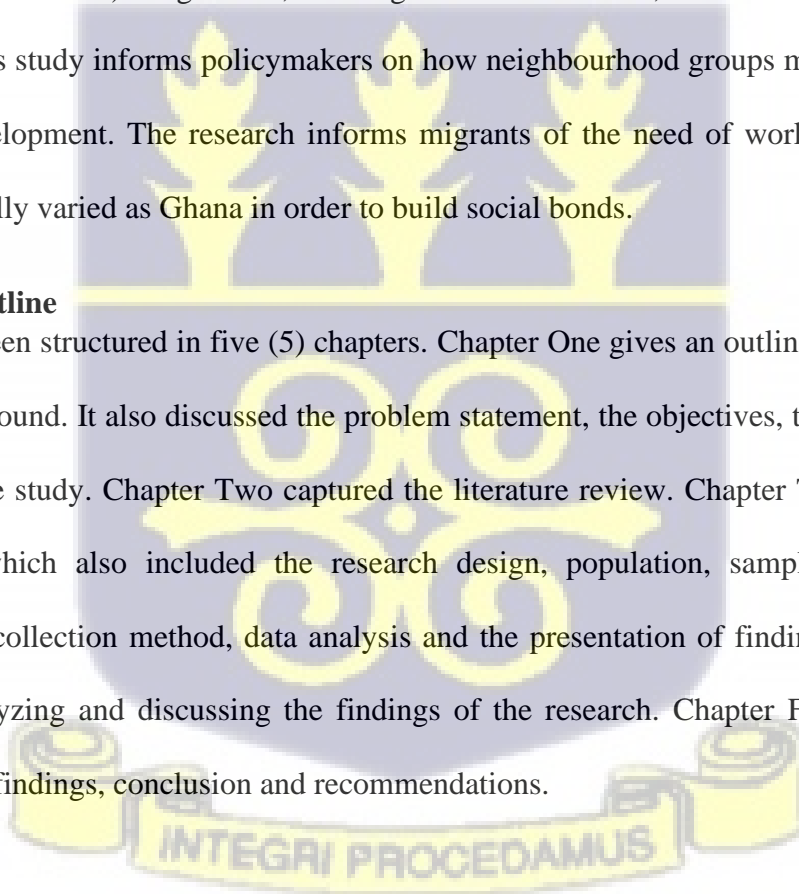 s study informs policymakers on how neighbourhood groups m
elopment. The research informs migrants of the need of worl
lly varied as Ghana in order to build social bonds.
tline
en structured in five (5) chapters. Chapter One gives an outlin
ound. It also discussed the problem statement, the objectives, t
e study. Chapter Two captured the literature review. Chapter T
which also included the research design, population, sampl
collection method, data analysis and the presentation of findin
yzing and discussing the findings of the research. Chapter F
findings, conclusion and recommendations.
INTEGRI PROCEDAMUS